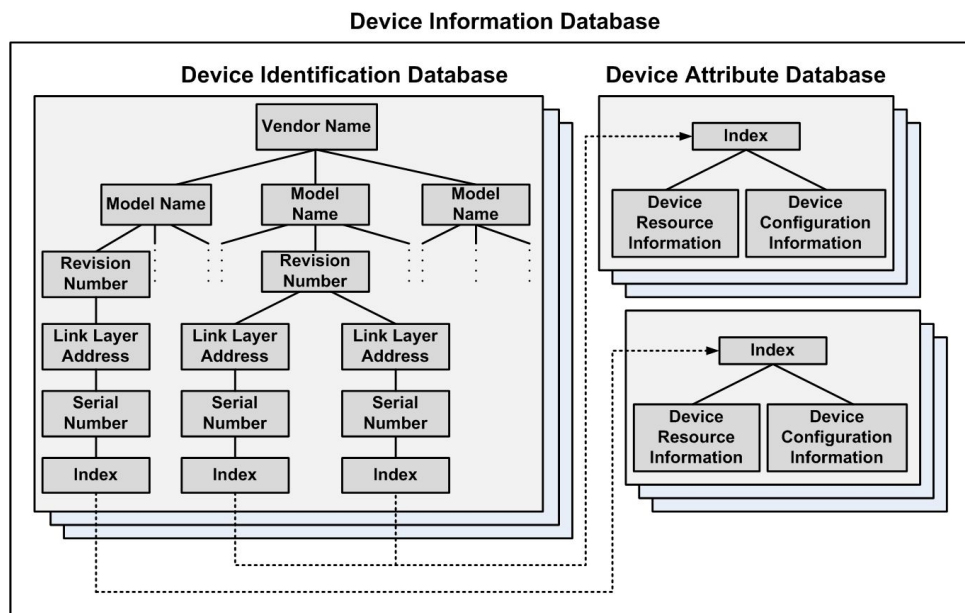 Device Information Database
Device Identification Database
Device Attribute Database
Vendor Name
Model Name
Model
Name
Model
Name
Revision
Number
Revision
Number
Link Layer
Address
Link Layer
Address
Link Layer
Address
Serial
Number
Serial
Number
Serial
Number
Index
Index
Index
Index
Device
Resource
Information
Device
Configuration
Information
Index
Device
Resource
Information
Device
Configuration
Information